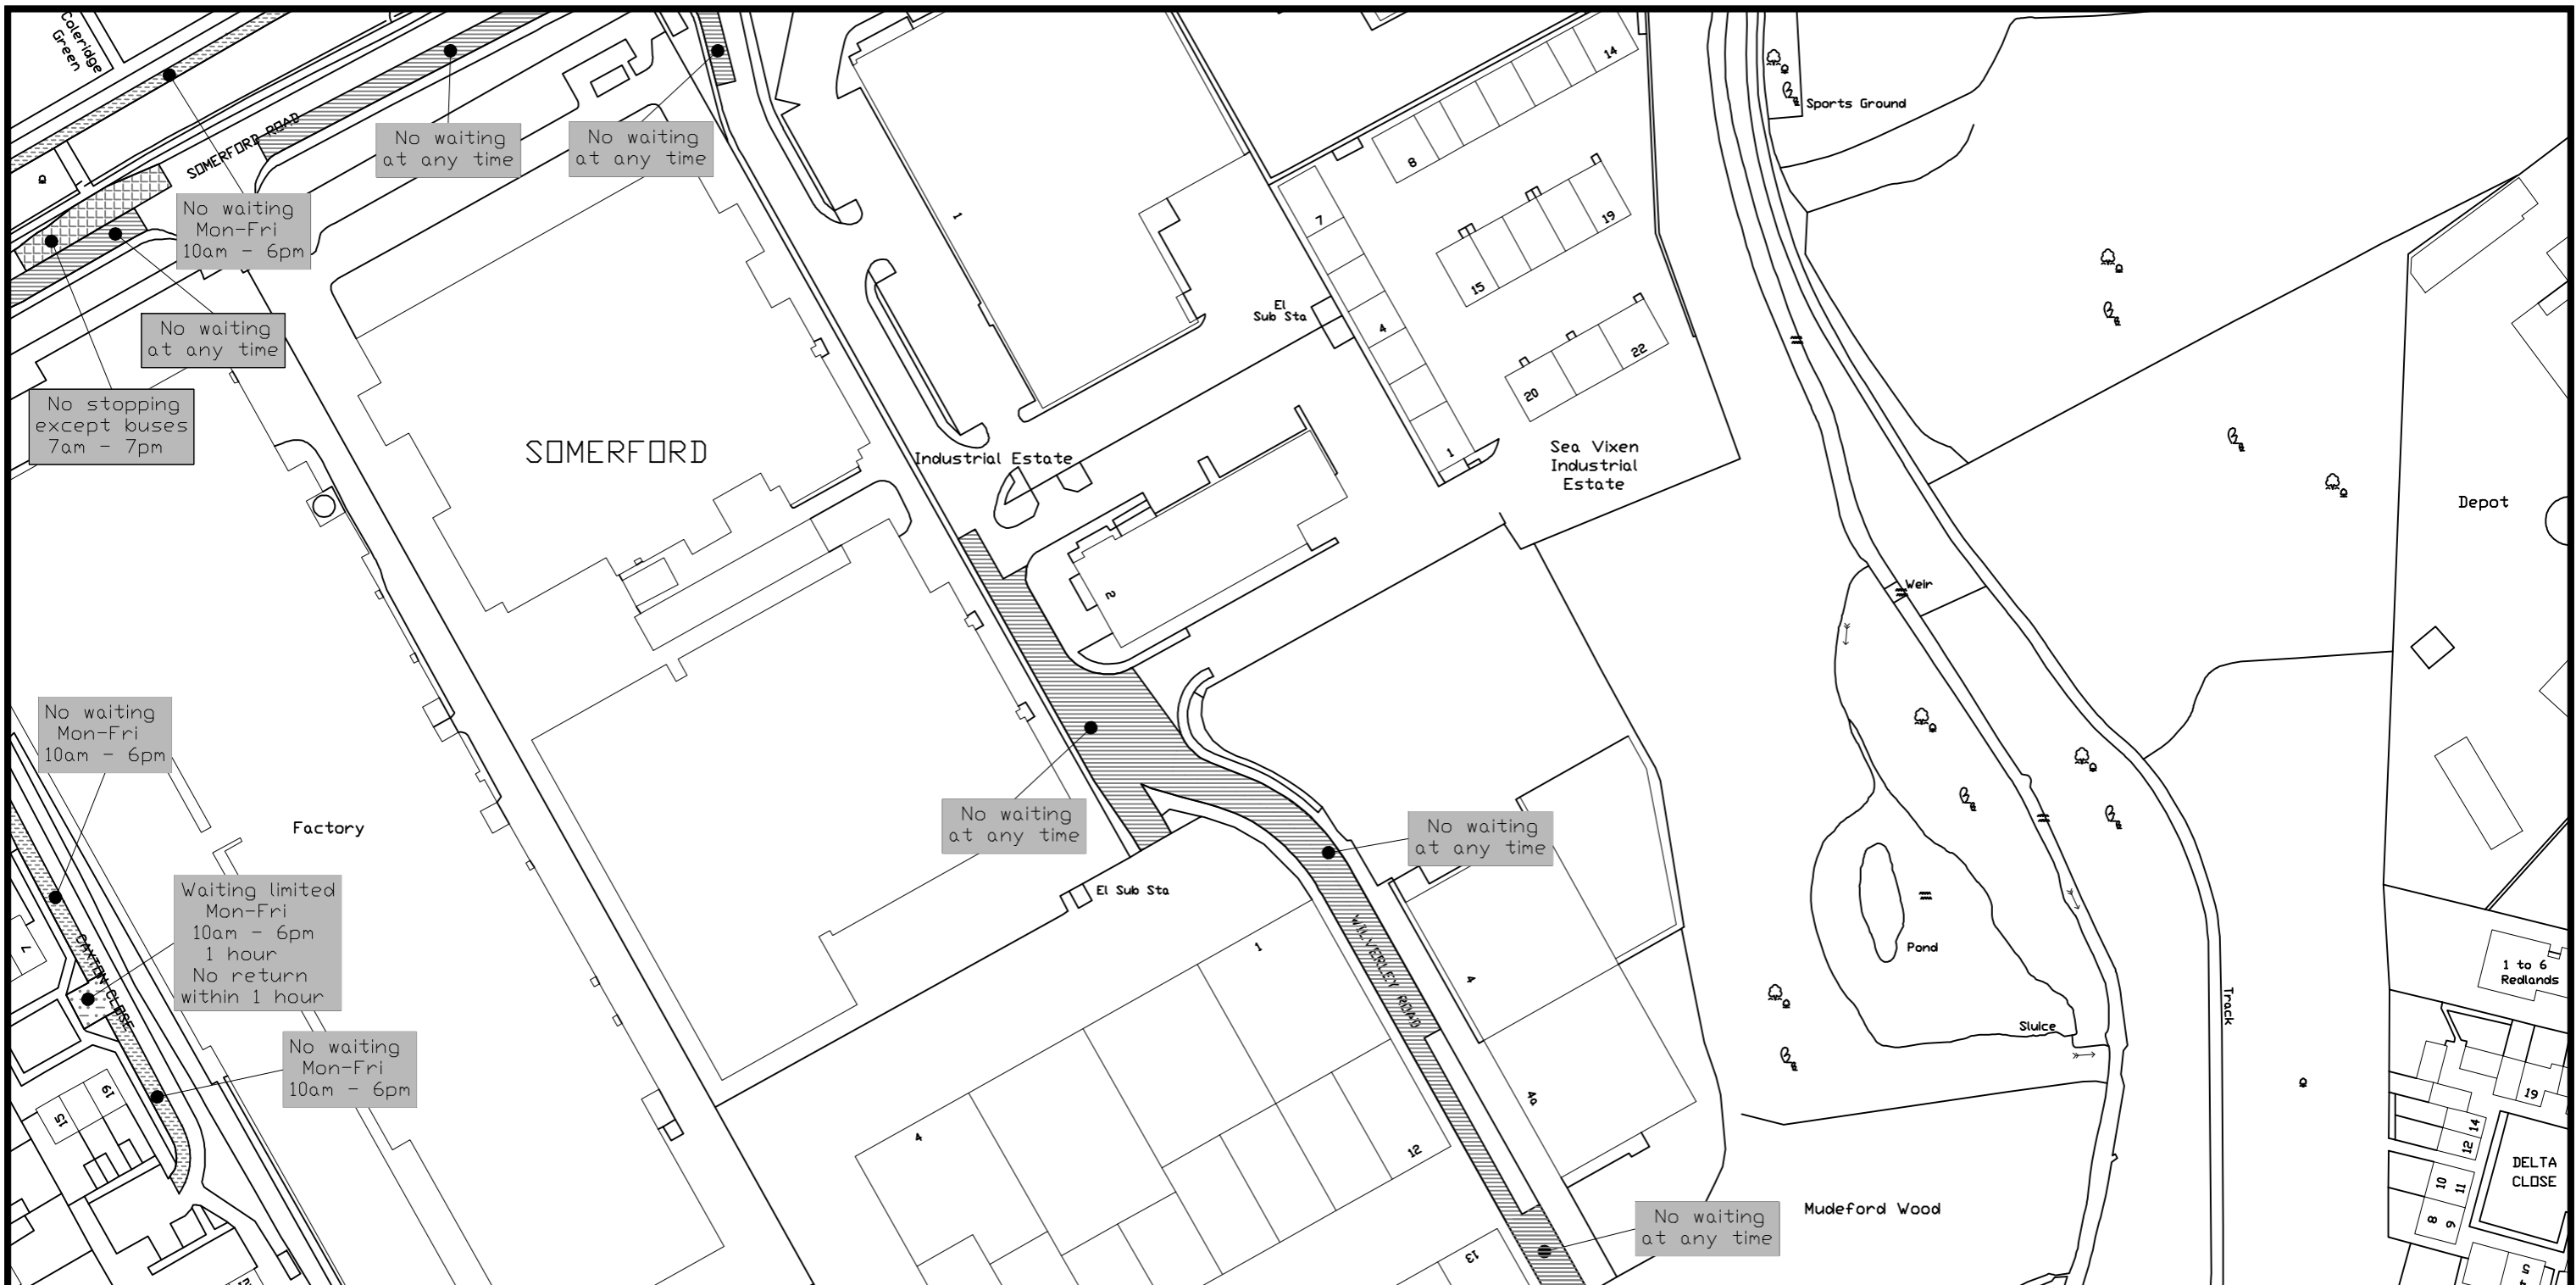 Coleridge
Green
SOMERFORD ROAD
No waiting
at any time
No waiting
at any time
No waiting
Mon-Fri
10am - 6pm
No waiting
at any time
No stopping
except buses
7am - 7pm
SOMERFORD
Industrial Estate
1
El
Sub Sta
14
8
7
4
1
19
15
22
20
Sea Vixen
Industrial
Estate
Sports Ground
Depot
Weir
2
No waiting
Mon-Fri
10am - 6pm
Factory
No waiting
at any time
No waiting
at any time
El Sub Sta
Waiting limited
Mon-Fri
10am - 6pm
1 hour
No return
within 1 hour
7
CAXTON CLOSE
No waiting
Mon-Fri
10am - 6pm
19
15
21
WILVERLEY ROAD
1
4
4
4a
12
13
No waiting
at any time
Pond
Sluice
Track
Mudeford Wood
1 to 6
Redlands
19
14
12
10
11
8
9
5
DELTA
CLOSE